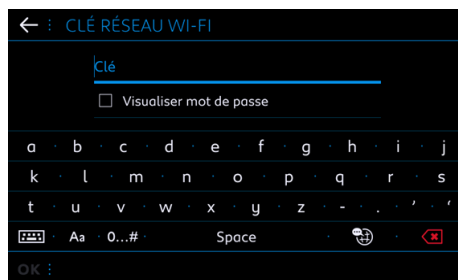 CLÉ RÉSEAU WI-FI
Clé
Visualiser mot de passe
a b c d e f g h i j
k l m n o p q r s
t u v w x y z - . , '
Aa 0...# Space
OK